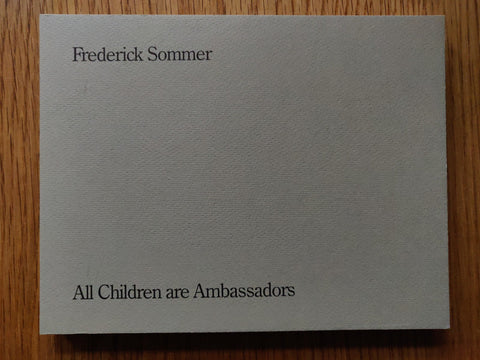 Frederick Sommer
All Children are Ambassadors